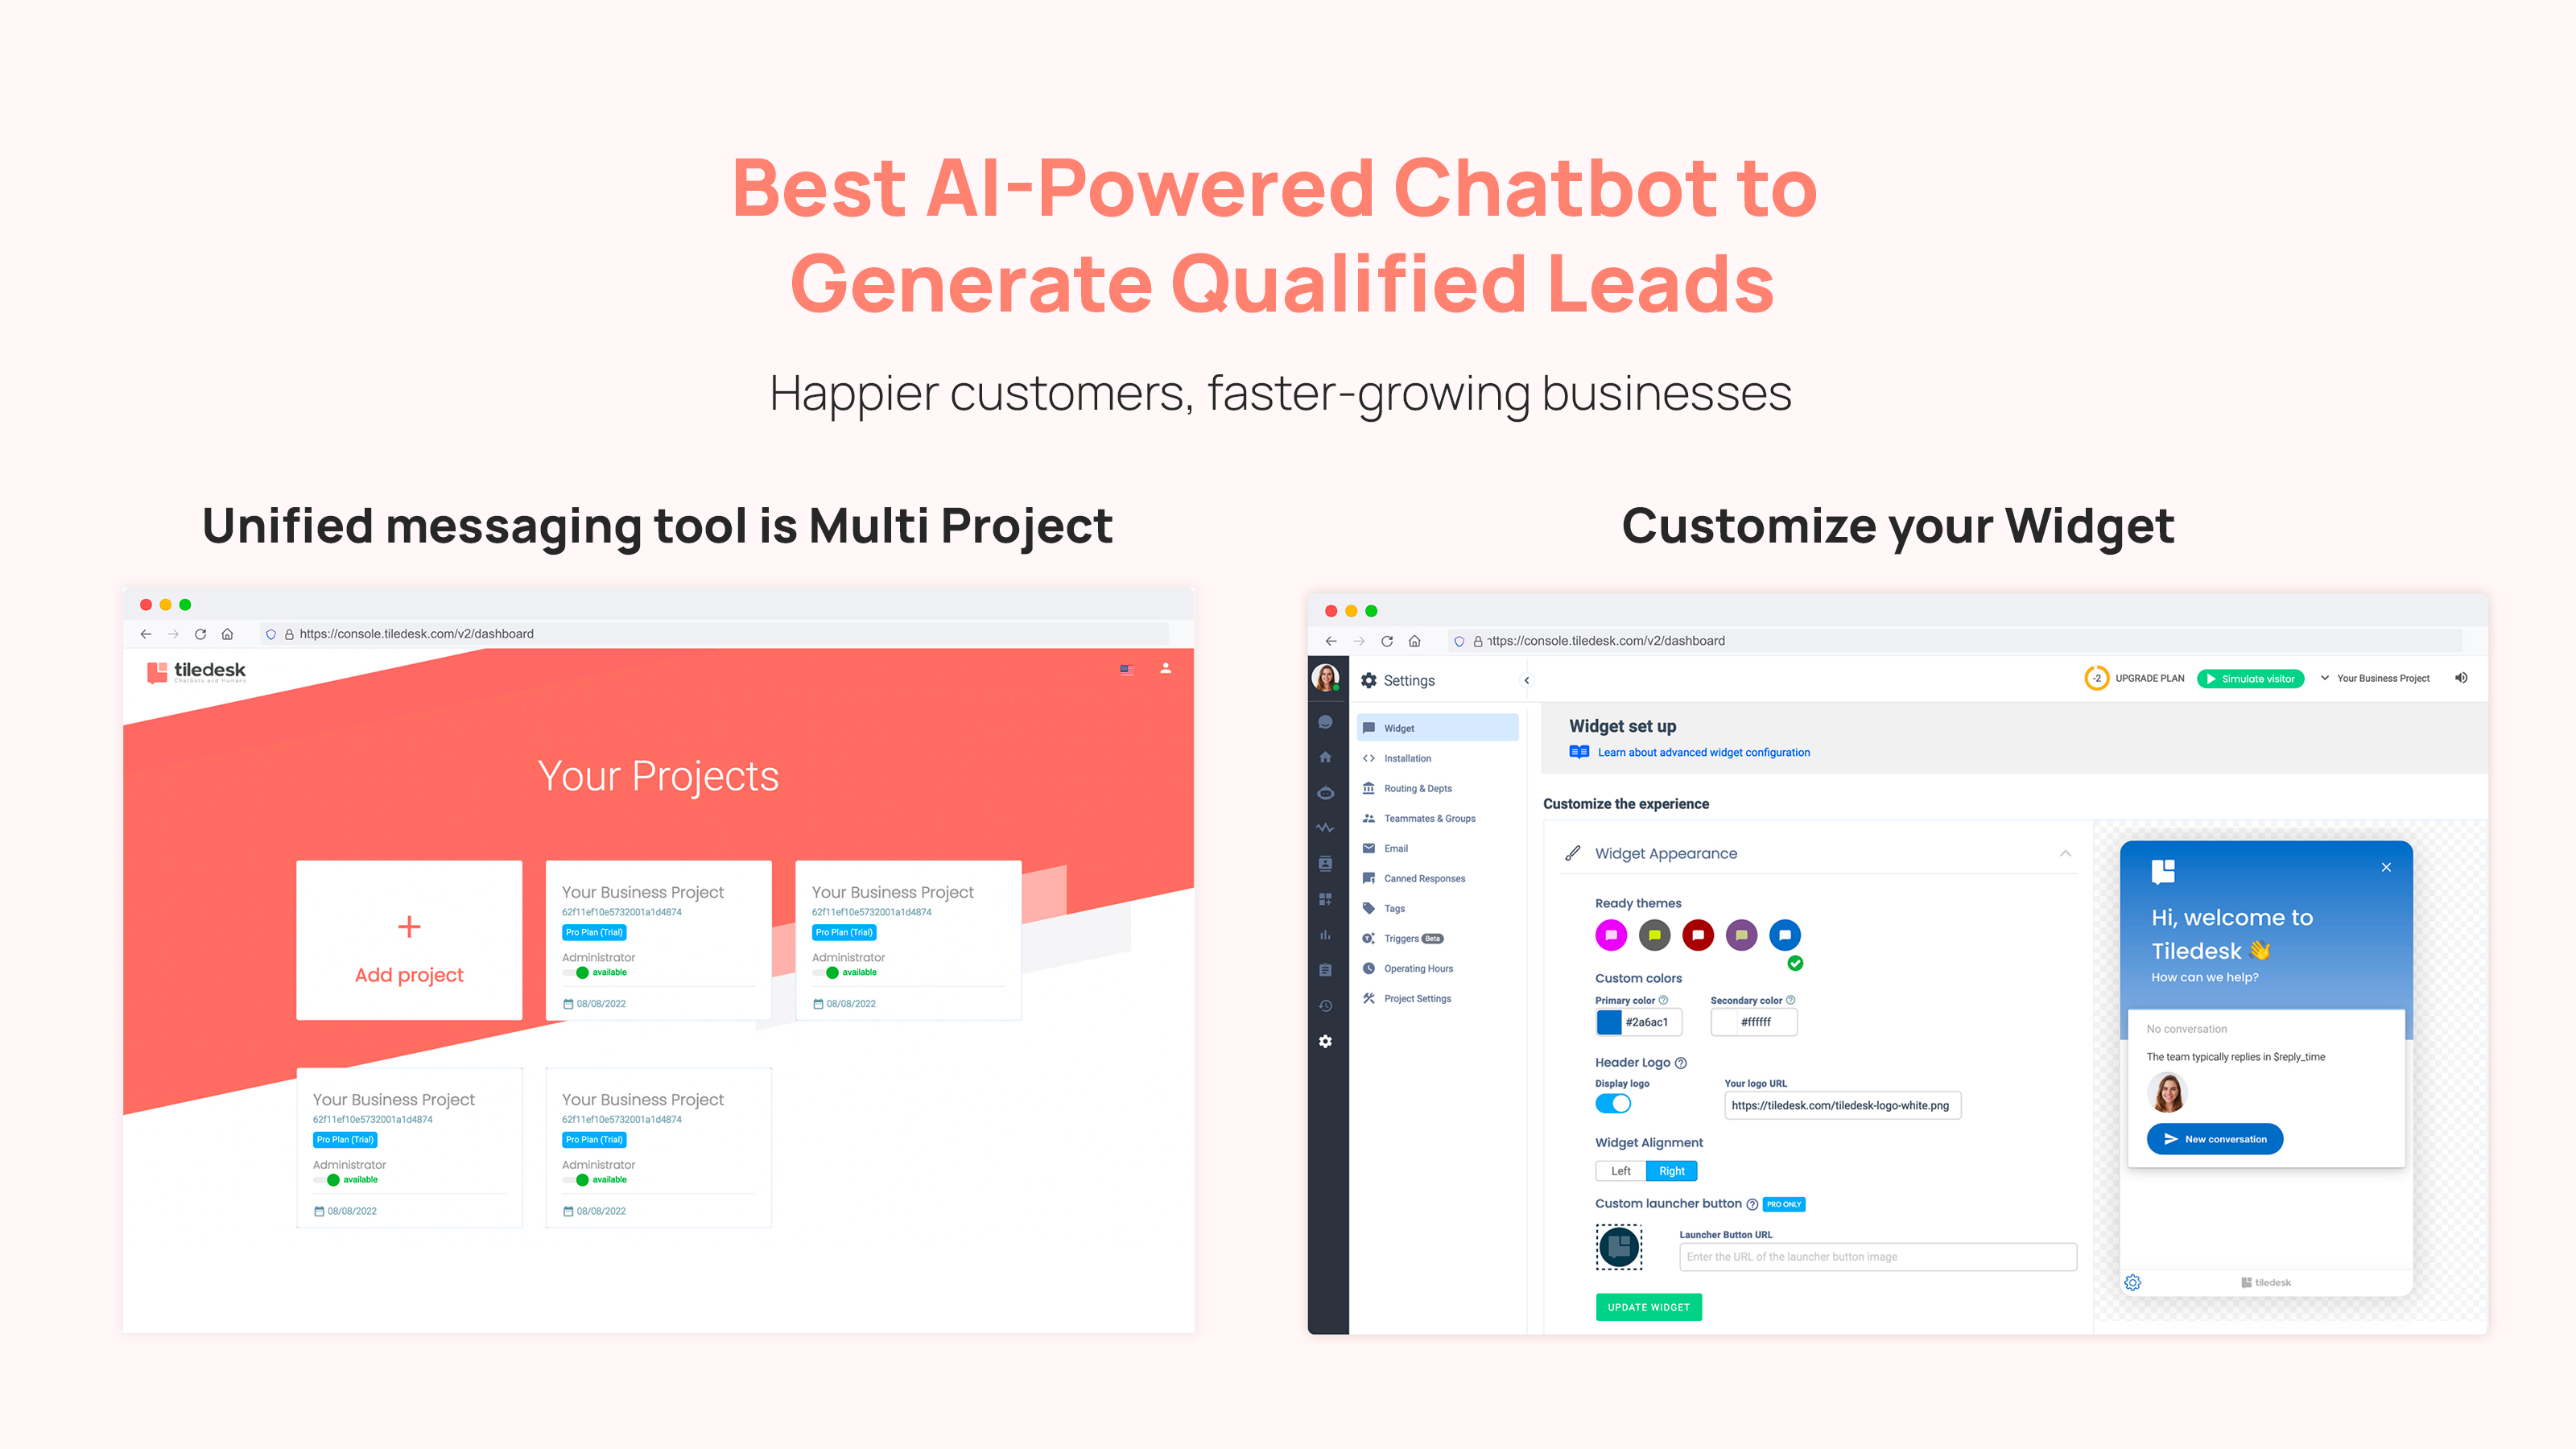 Best AI-Powered Chatbot to
Generate Qualified Leads
Happier customers, faster-growing businesses
Unified messaging tool is Multi Project
https://console.tiledesk.com/v2/dashboard
tiledesk
Chatbots and Humans
Your Projects
Add project
Your Business Project
62f11ef10e5732001a1d4874
Pro Plan (Trial)
Administrator
available
08/08/2022
Your Business Project
62f11ef10e5732001a1d4874
Pro Plan (Trial)
Administrator
available
08/08/2022
Your Business Project
62f11ef10e5732001a1d4874
Pro Plan (Trial)
Administrator
available
08/08/2022
Your Business Project
62f11ef10e5732001a1d4874
Pro Plan (Trial)
Administrator
available
08/08/2022
Customize your Widget
https://console.tiledesk.com/v2/dashboard
Settings
-2 UPGRADE PLAN
Simulate visitor
Your Business Project
Widget
Installation
Routing & Depts
Teammates & Groups
Email
Canned Responses
Tags
Triggers Beta
Operating Hours
Project Settings
Widget set up
Learn about advanced widget configuration
Customize the experience
Widget Appearance
Ready themes
Custom colors
Primary color ? Secondary color ?
#2a6ac1 #ffffff
Header Logo ?
Display logo Your logo URL
https://tiledesk.com/tiledesk-logo-white.png
Widget Alignment
Left Right
Custom launcher button ? PRO ONLY
Launcher Button URL
Enter the URL of the launcher button image
UPDATE WIDGET
Hi, welcome to
Tiledesk 👋
How can we help?
No conversation
The team typically replies in $reply_time
New conversation
tiledesk